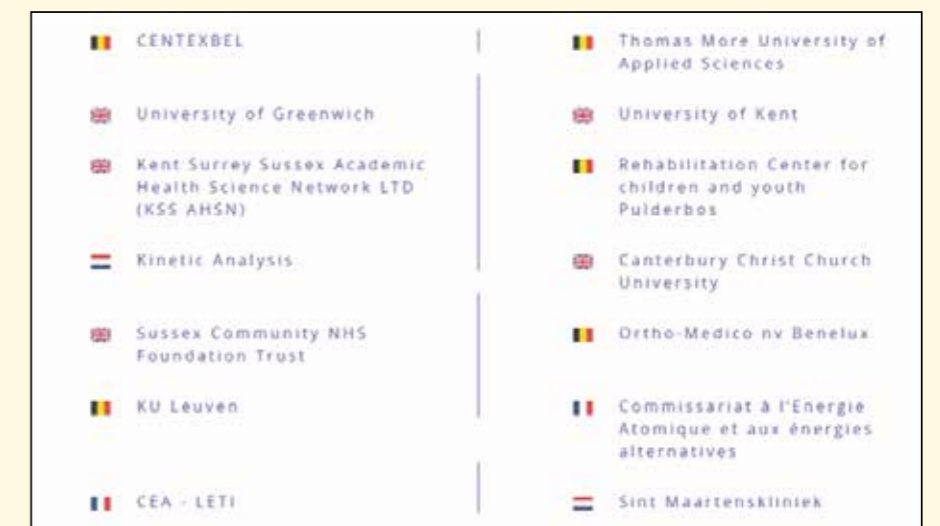 CENTEXBEL
Thomas More University of
Applied Sciences
University of Greenwich
University of Kent
Kent Surrey Sussex Academic
Health Science Network LTD
(KSS AHSN)
Rehabilitation Center for
children and youth
Pulderbos
Kinetic Analysis
Canterbury Christ Church
University
Sussex Community NHS
Foundation Trust
Ortho-Medico nv Benelux
KU Leuven
Commissariat à l'Energie
Atomique et aux énergies
alternatives
CEA - LETI
Sint Maartenskliniek